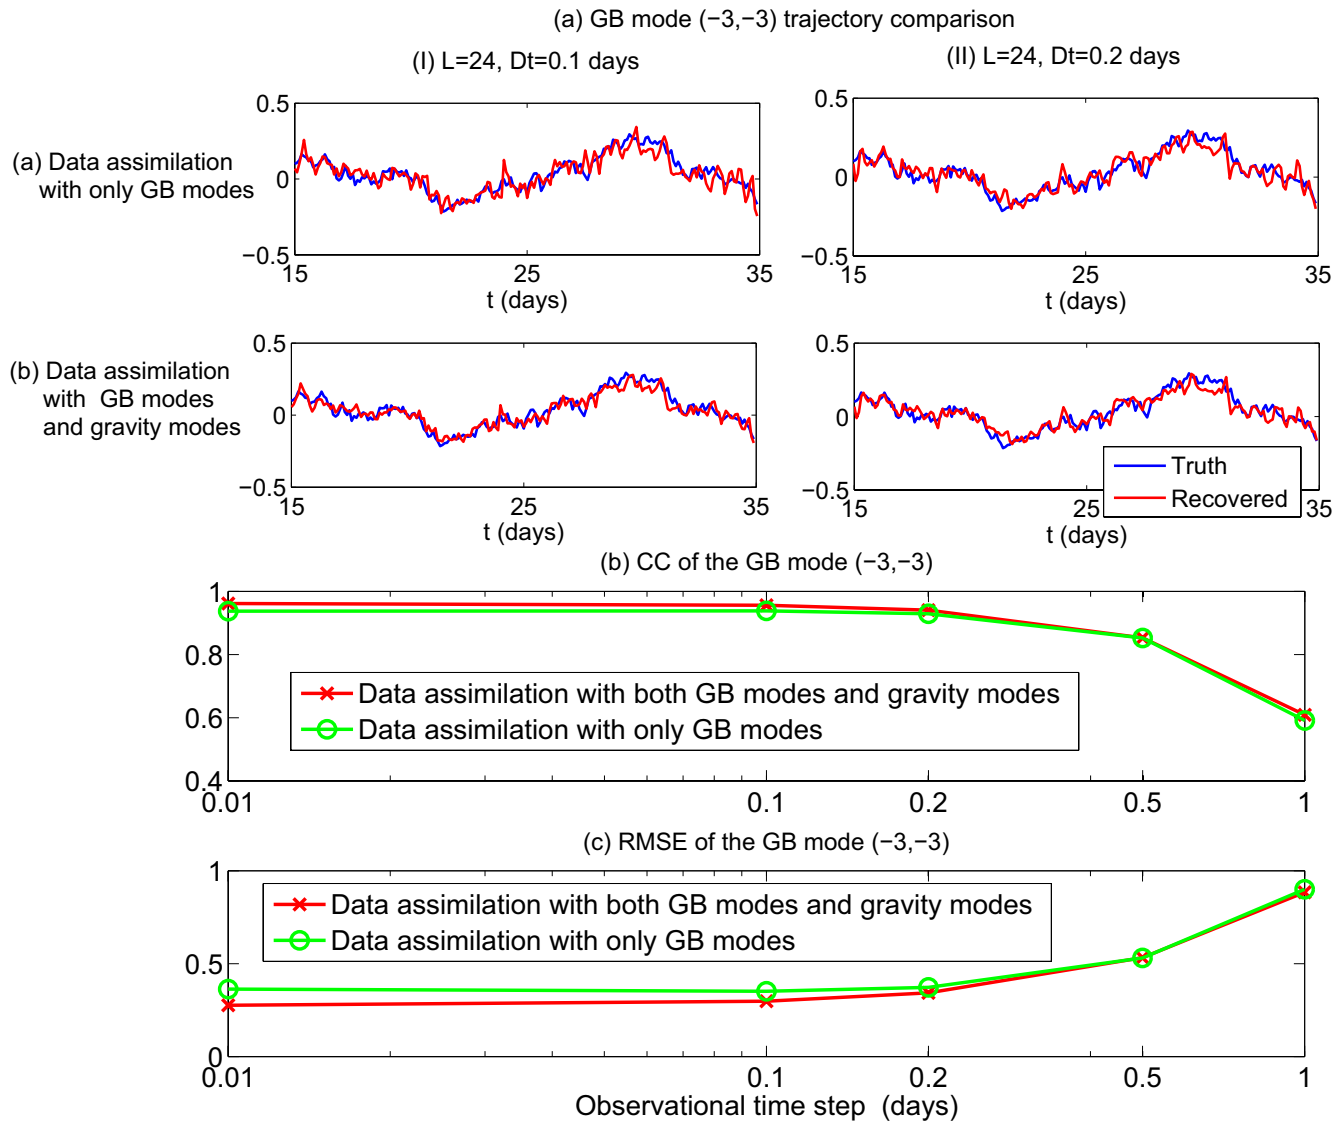 (a) GB mode (−3,−3) trajectory comparison
(I) L=24, Dt=0.1 days
(II) L=24, Dt=0.2 days
(a) Data assimilation
with only GB modes
0.5
0
−0.5
15
25
35
t (days)
0.5
0
−0.5
15
25
35
t (days)
(b) Data assimilation
with GB modes
and gravity modes
0.5
0
−0.5
15
25
35
t (days)
0.5
0
−0.5
15
25
35
t (days)
Truth
Recovered
(b) CC of the GB mode (−3,−3)
1
0.8
0.6
0.4
Data assimilation with both GB modes and gravity modes
Data assimilation with only GB modes
0.01
0.1
0.2
0.5
1
(c) RMSE of the GB mode (−3,−3)
1
0.5
0
Data assimilation with both GB modes and gravity modes
Data assimilation with only GB modes
0.01
0.1
0.2
0.5
1
Observational time step (days)